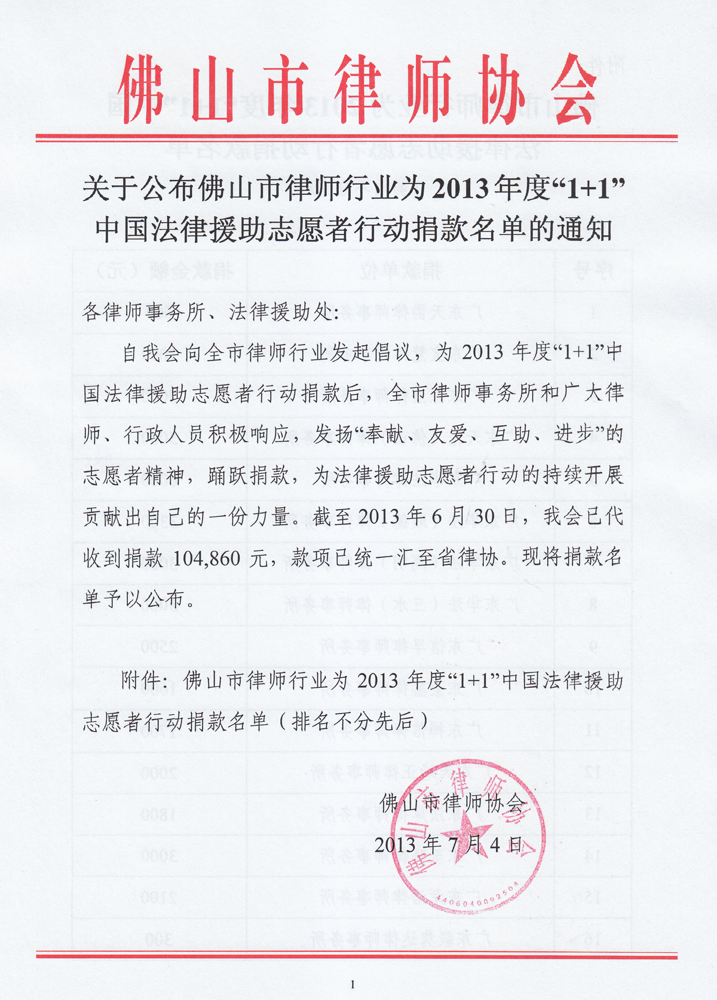 佛山市律师协会
关于公布佛山市律师行业为2013年度“1+1”
中国法律援助志愿者行动捐款名单的通知
各律师事务所、法律援助处:
自我会向全市律师行业发起倡议，为 2013 年度“1+1”中
国法律援助志愿者行动捐款后，全市律师事务所和广大律
师、行政人员积极响应，发扬“奉献、友爱、互助、进步”的
志愿者精神，踊跃捐款，为法律援助志愿者行动的持续开展
贡献出自己的一份力量。截至 2013 年 6 月 30 日，我会已代
收到捐款 104,860 元，款项已统一汇至省律协。现将捐款名
单予以公布。
附件：佛山市律师行业为 2013 年度“1+1”中国法律援助
志愿者行动捐款名单（排名不分先后）
佛山市律师协会
2013 年 7 月 4 日
佛山市律师协会
4406040092504
1